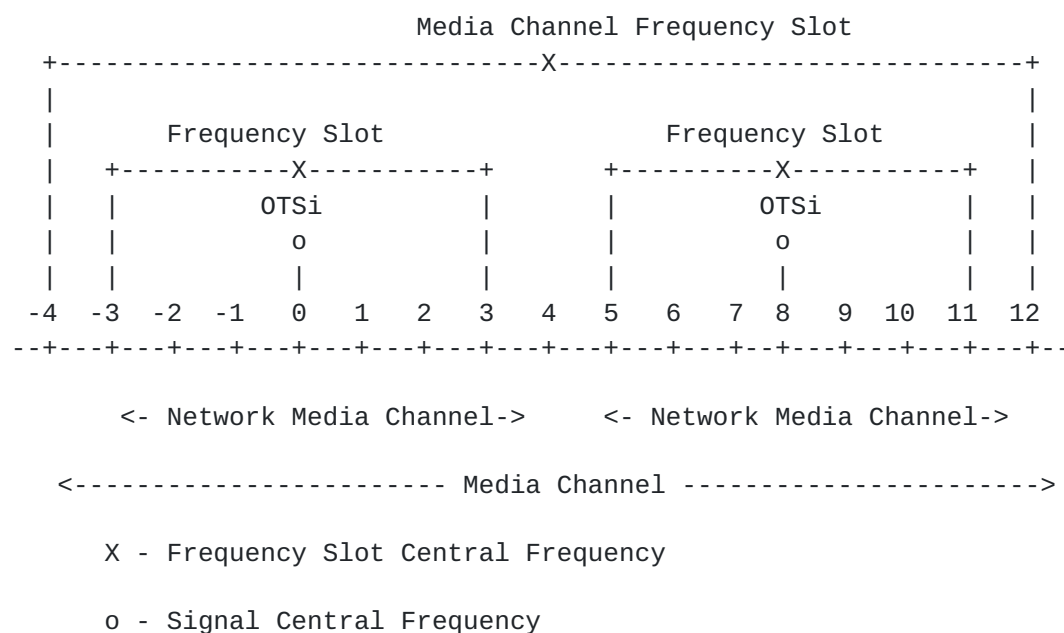 Media Channel Frequency Slot
  +-------------------------------X------------------------------+
  |                                                              |
  |       Frequency Slot                  Frequency Slot         |
  |   +-----------X-----------+       +----------X-----------+   |
  |   |         OTSi          |       |         OTSi         |   |
  |   |           o           |       |          o           |   |
  |   |           |           |       |          |           |   |
 -4  -3  -2  -1   0   1   2   3   4   5   6   7  8   9  10  11  12
--+---+---+---+---+---+---+---+---+---+---+---+--+---+---+---+---+--
       <- Network Media Channel->     <- Network Media Channel->
   <------------------------ Media Channel ----------------------->
      X - Frequency Slot Central Frequency
      o - Signal Central Frequency